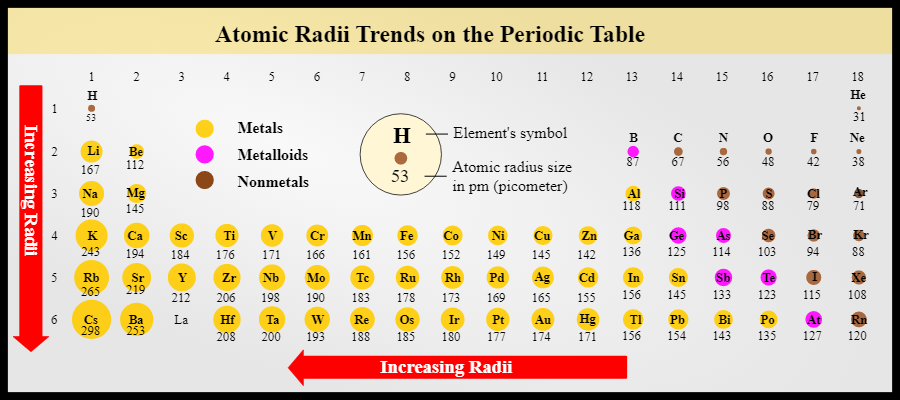 Atomic Radii Trends on the Periodic Table
1 2 3 4 5 6 7 8 9 10 11 12 13 14 15 16 17 18
H He
1
53 31
Metals
Metalloids
Nonmetals
H
53
Element's symbol
Atomic radius size
in pm (picometer)
2 Li Be B C N O F Ne
167 112 87 67 56 48 42 38
3 Na Mg Al Si P S Cl Ar
190 145 118 111 98 88 79 71
4 K Ca Sc Ti V Cr Mn Fe Co Ni Cu Zn Ga Ge As Se Br Kr
243 194 184 176 171 166 161 156 152 149 145 142 136 125 114 103 94 88
5 Rb Sr Y Zr Nb Mo Tc Ru Rh Pd Ag Cd In Sn Sb Te I Xe
265 219 212 206 198 190 183 178 173 169 165 155 156 145 133 123 115 108
6 Cs Ba La Hf Ta W Re Os Ir Pt Au Hg Tl Pb Bi Po At Rn
298 253 208 200 193 188 185 180 177 174 171 156 154 143 135 127 120
Increasing Radii
Increasing Radii